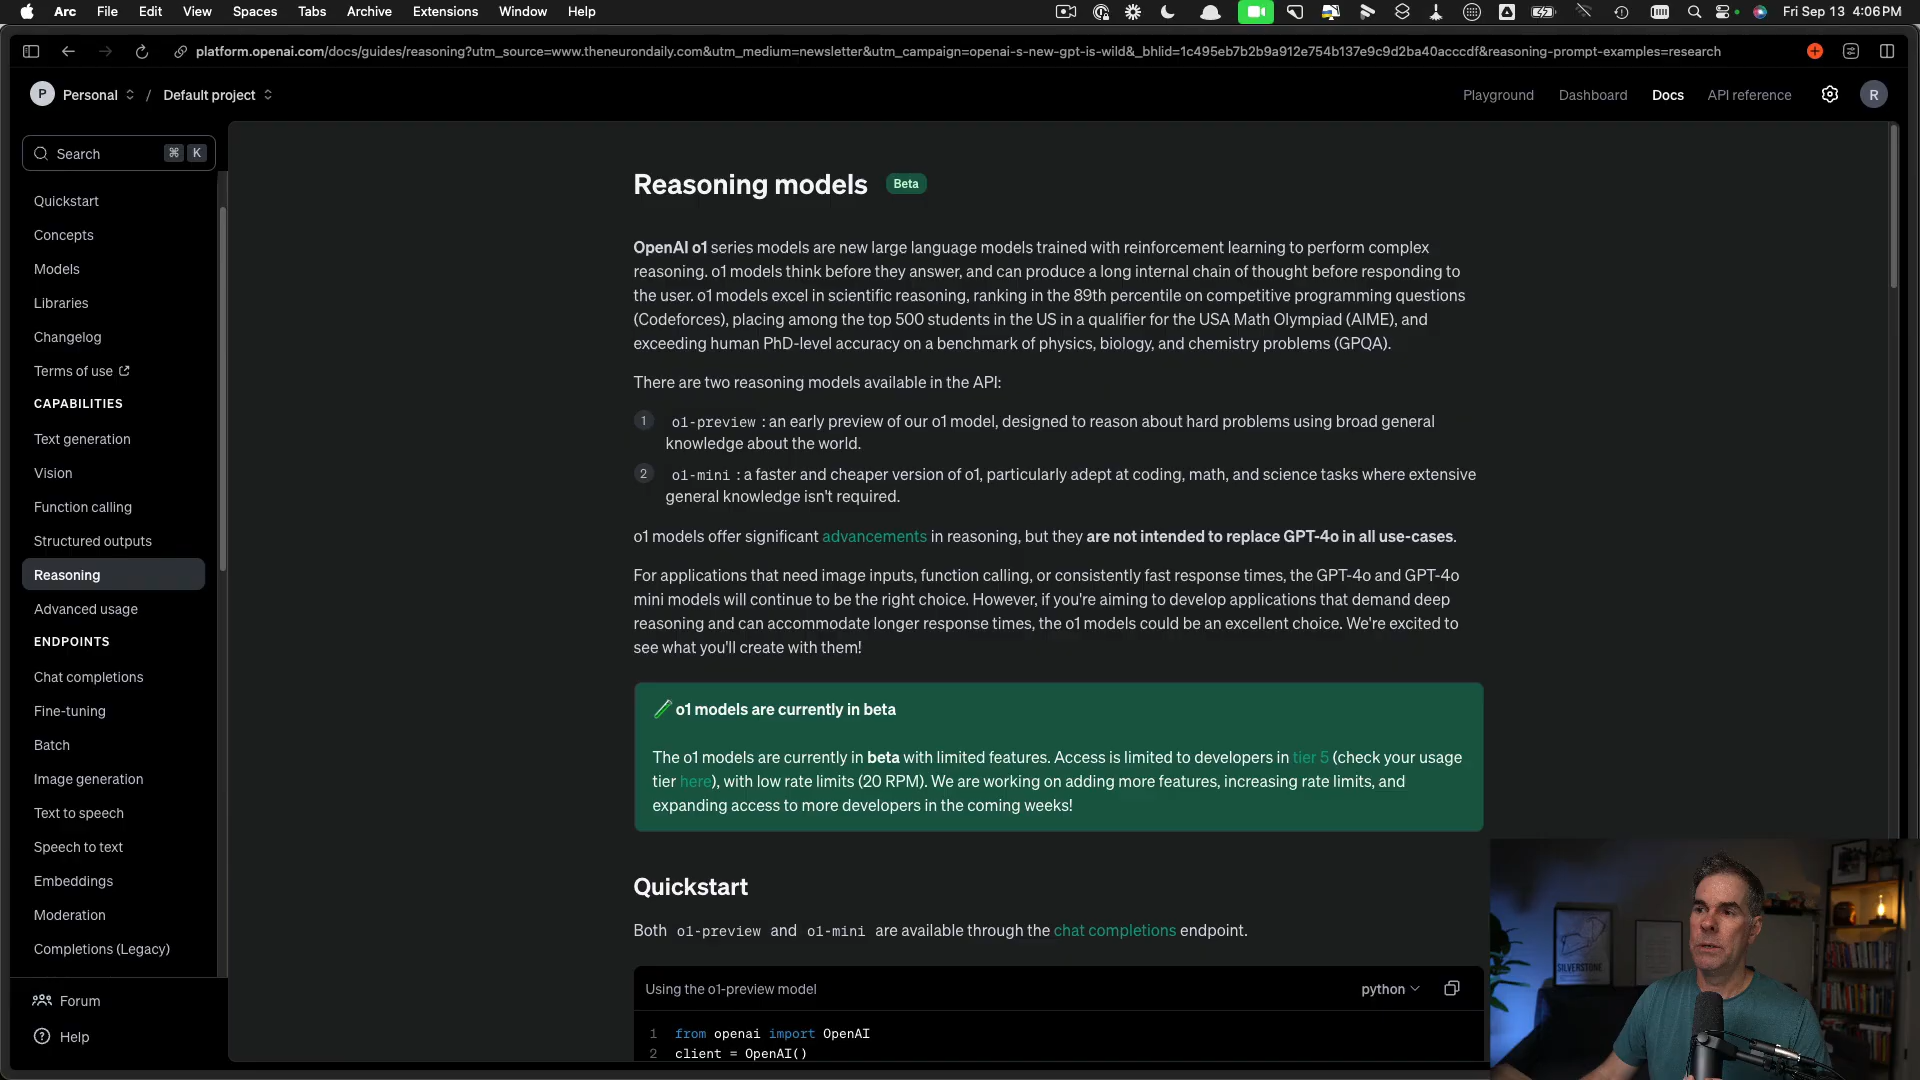 Arc File Edit View Spaces Tabs Archive Extensions Window Help Fri Sep 13 4:06 PM
platform.openai.com/docs/guides/reasoning?utm_source=www.theneurondaily.com&utm_medium=newsletter&utm_campaign=openai-s-new-gpt-is-wild&_bhlid=1c495eb7b2b9a912e754b137e9c9d2ba40acccdf&reasoning-prompt-examples=research
P Personal / Default project Playground Dashboard Docs API reference R
Search ⌘ K
Quickstart
Concepts
Models
Libraries
Changelog
Terms of use
CAPABILITIES
Text generation
Vision
Function calling
Structured outputs
Reasoning
Advanced usage
ENDPOINTS
Chat completions
Fine-tuning
Batch
Image generation
Text to speech
Speech to text
Embeddings
Moderation
Completions (Legacy)
Forum
Help
Reasoning models Beta
OpenAI o1 series models are new large language models trained with reinforcement learning to perform complex
reasoning. o1 models think before they answer, and can produce a long internal chain of thought before responding to
the user. o1 models excel in scientific reasoning, ranking in the 89th percentile on competitive programming questions
(Codeforces), placing among the top 500 students in the US in a qualifier for the USA Math Olympiad (AIME), and
exceeding human PhD-level accuracy on a benchmark of physics, biology, and chemistry problems (GPQA).
There are two reasoning models available in the API:
1 o1-preview : an early preview of our o1 model, designed to reason about hard problems using broad general
knowledge about the world.
2 o1-mini : a faster and cheaper version of o1, particularly adept at coding, math, and science tasks where extensive
general knowledge isn't required.
o1 models offer significant advancements in reasoning, but they are not intended to replace GPT-4o in all use-cases.
For applications that need image inputs, function calling, or consistently fast response times, the GPT-4o and GPT-4o
mini models will continue to be the right choice. However, if you're aiming to develop applications that demand deep
reasoning and can accommodate longer response times, the o1 models could be an excellent choice. We're excited to
see what you'll create with them!
o1 models are currently in beta
The o1 models are currently in beta with limited features. Access is limited to developers in tier 5 (check your usage
tier here), with low rate limits (20 RPM). We are working on adding more features, increasing rate limits, and
expanding access to more developers in the coming weeks!
Quickstart
Both o1-preview and o1-mini are available through the chat completions endpoint.
Using the o1-preview model python
1 from openai import OpenAI
2 client = OpenAI()
SILVERSTONE